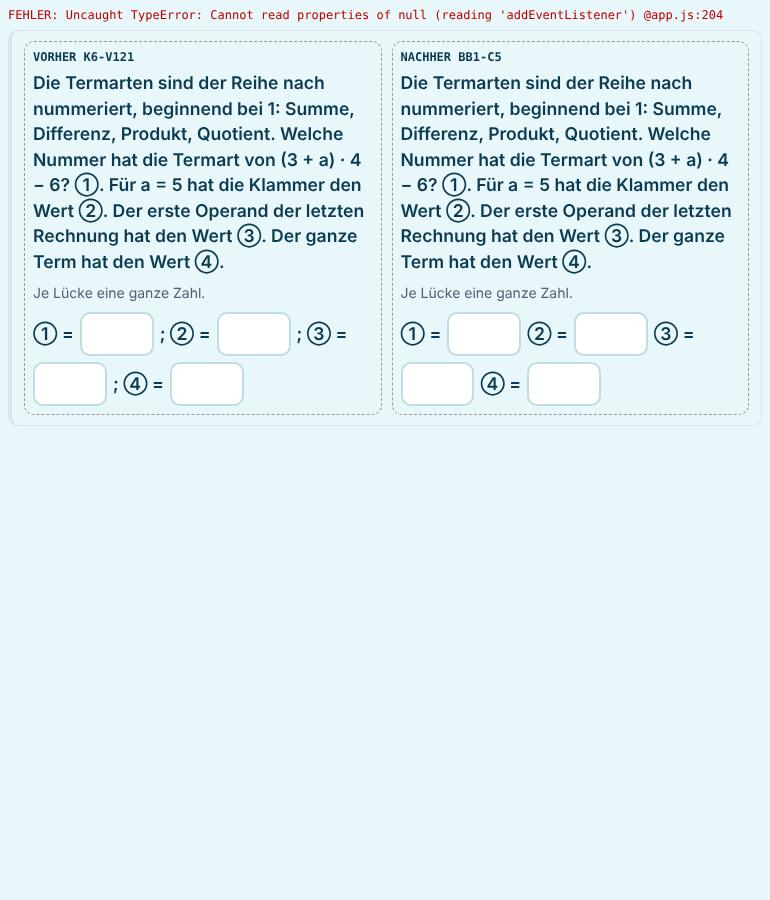 FEHLER: Uncaught TypeError: Cannot read properties of null (reading 'addEventListener') @app.js:204
VORHER K6-V121
Die Termarten sind der Reihe nach
nummeriert, beginnend bei 1: Summe,
Differenz, Produkt, Quotient. Welche
Nummer hat die Termart von (3 + a) · 4
− 6? ①. Für a = 5 hat die Klammer den
Wert ②. Der erste Operand der letzten
Rechnung hat den Wert ③. Der ganze
Term hat den Wert ④.
Je Lücke eine ganze Zahl.
① = ; ② = ; ③ =
; ④ =
NACHHER BB1-C5
Die Termarten sind der Reihe nach
nummeriert, beginnend bei 1: Summe,
Differenz, Produkt, Quotient. Welche
Nummer hat die Termart von (3 + a) · 4
− 6? ①. Für a = 5 hat die Klammer den
Wert ②. Der erste Operand der letzten
Rechnung hat den Wert ③. Der ganze
Term hat den Wert ④.
Je Lücke eine ganze Zahl.
① = ② = ③ =
④ =